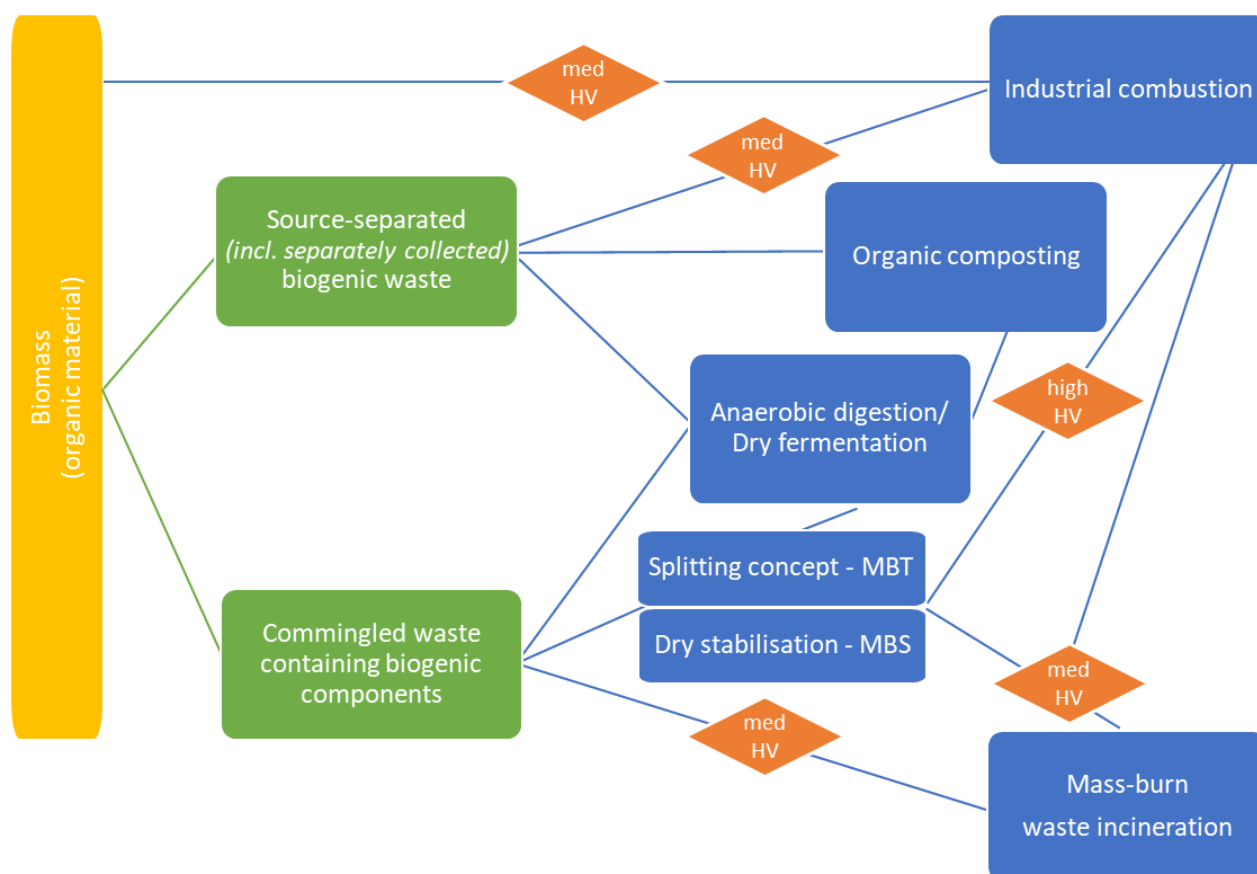 Biomass
(organic material)
med
HV
Industrial combustion
med
HV
Source-separated
(incl. separately collected)
biogenic waste
Organic composting
Anaerobic digestion/
Dry fermentation
high
HV
Splitting concept - MBT
Dry stabilisation - MBS
Commingled waste
containing biogenic
components
med
HV
med
HV
Mass-burn
waste incineration